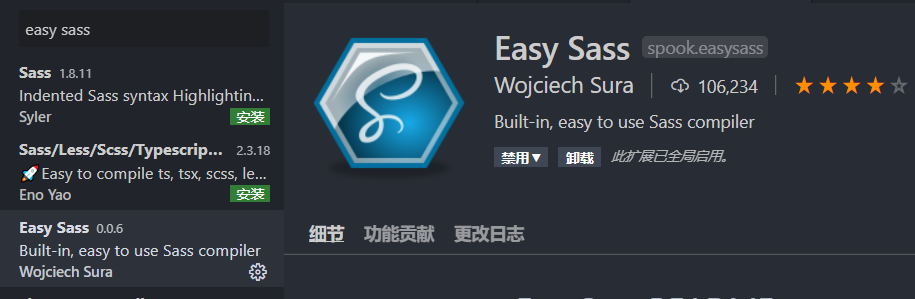 easy sass
Sass 1.8.11
Indented Sass syntax Highlightin...
Syler 安装
Sass/Less/Scss/Typescrip... 2.3.18
🚀Easy to compile ts, tsx, scss, le...
Eno Yao 安装
Easy Sass 0.0.6
Built-in, easy to use Sass compiler
Wojciech Sura
Easy Sass spook.easysass
Wojciech Sura 106,234
Built-in, easy to use Sass compiler
禁用 卸载 此扩展已全局启用。
细节 功能贡献 更改日志